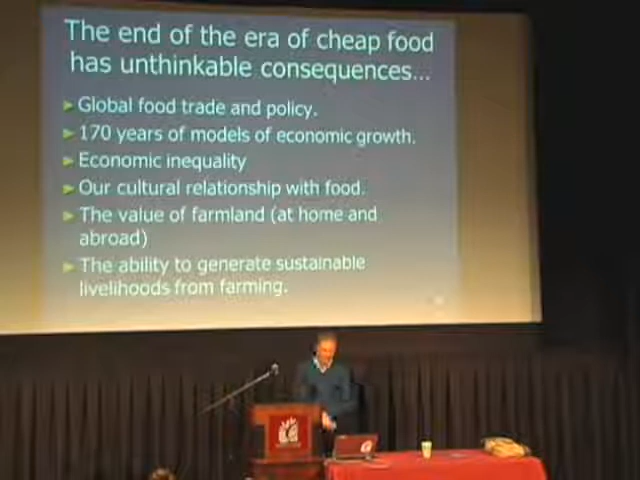 The end of the era of cheap food
has unthinkable consequences...
Global food trade and policy.
170 years of models of economic growth.
Economic inequality
Our cultural relationship with food.
The value of farmland (at home and
abroad)
The ability to generate sustainable
livelihoods from farming.